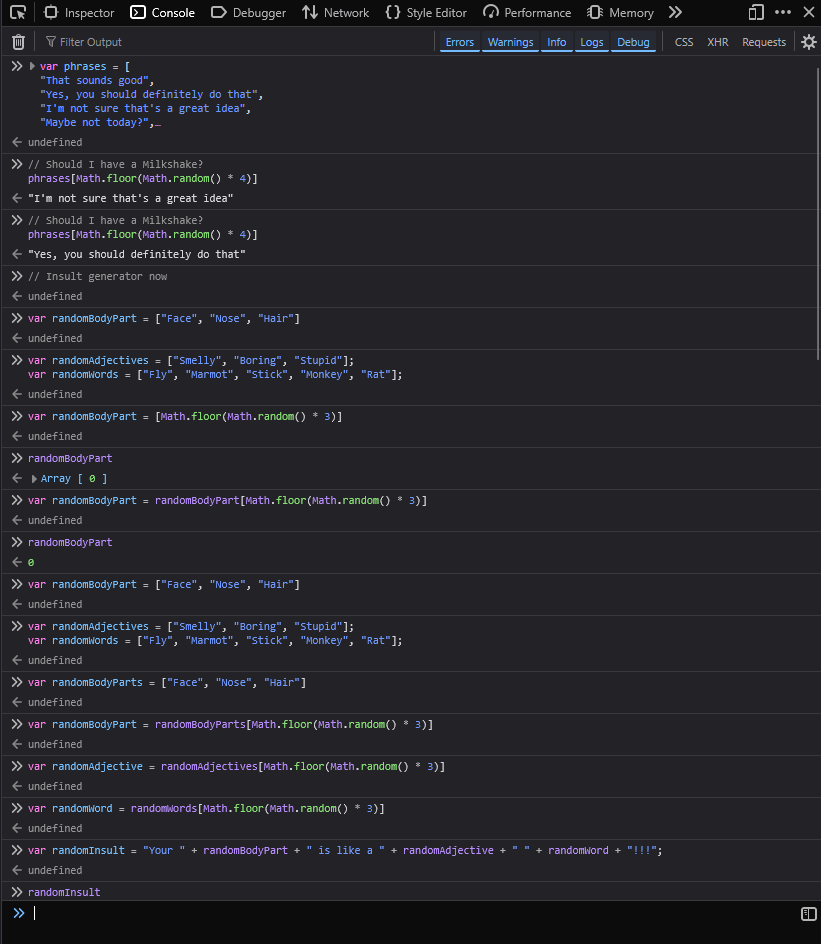 Inspector Console Debugger Network Style Editor Performance Memory
Filter Output Errors Warnings Info Logs Debug CSS XHR Requests
var phrases = [
"That sounds good",
"Yes, you should definitely do that",
"I'm not sure that's a great idea",
"Maybe not today?",…
undefined
// Should I have a Milkshake?
phrases[Math.floor(Math.random() * 4)]
"I'm not sure that's a great idea"
// Should I have a Milkshake?
phrases[Math.floor(Math.random() * 4)]
"Yes, you should definitely do that"
// Insult generator now
undefined
var randomBodyPart = ["Face", "Nose", "Hair"]
undefined
var randomAdjectives = ["Smelly", "Boring", "Stupid"];
var randomWords = ["Fly", "Marmot", "Stick", "Monkey", "Rat"];
undefined
var randomBodyPart = [Math.floor(Math.random() * 3)]
undefined
randomBodyPart
Array [ 0 ]
var randomBodyPart = randomBodyPart[Math.floor(Math.random() * 3)]
undefined
randomBodyPart
0
var randomBodyPart = ["Face", "Nose", "Hair"]
undefined
var randomAdjectives = ["Smelly", "Boring", "Stupid"];
var randomWords = ["Fly", "Marmot", "Stick", "Monkey", "Rat"];
undefined
var randomBodyParts = ["Face", "Nose", "Hair"]
undefined
var randomBodyPart = randomBodyParts[Math.floor(Math.random() * 3)]
undefined
var randomAdjective = randomAdjectives[Math.floor(Math.random() * 3)]
undefined
var randomWord = randomWords[Math.floor(Math.random() * 3)]
undefined
var randomInsult = "Your " + randomBodyPart + " is like a " + randomAdjective + " " + randomWord + "!!!";
undefined
randomInsult